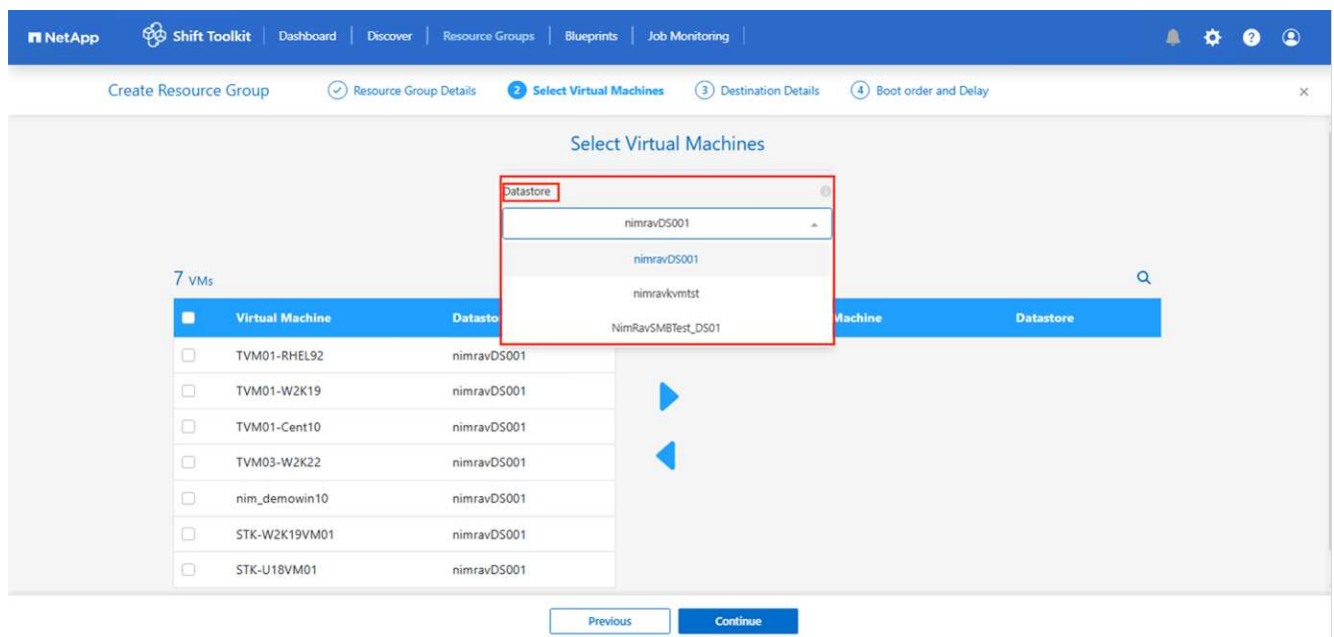 NetApp Shift Toolkit Dashboard Discover Resource Groups Blueprints Job Monitoring ?
Create Resource Group Resource Group Details 2 Select Virtual Machines 3 Destination Details 4 Boot order and Delay
Select Virtual Machines
Datastore
nimravDS001
nimravDS001
nimravkvmtst
NimRavSMBTest_DS01
7 VMs
Virtual Machine Datasto Machine Datastore
TVM01-RHEL92 nimravDS001
TVM01-W2K19 nimravDS001
TVM01-Cent10 nimravDS001
TVM03-W2K22 nimravDS001
nim_demowin10 nimravDS001
STK-W2K19VM01 nimravDS001
STK-U18VM01 nimravDS001
Previous Continue